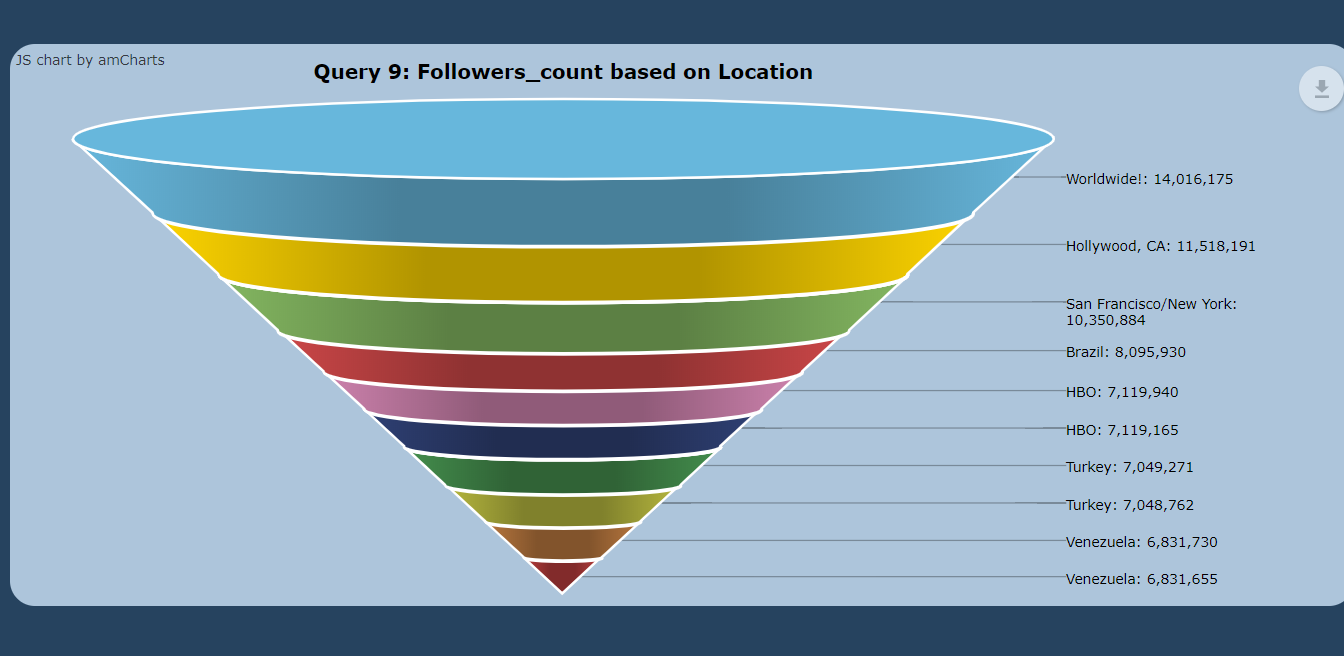 JS chart by amCharts
Query 9: Followers_count based on Location
Worldwide!: 14,016,175
Hollywood, CA: 11,518,191
San Francisco/New York:
10,350,884
Brazil: 8,095,930
HBO: 7,119,940
HBO: 7,119,165
Turkey: 7,049,271
Turkey: 7,048,762
Venezuela: 6,831,730
Venezuela: 6,831,655